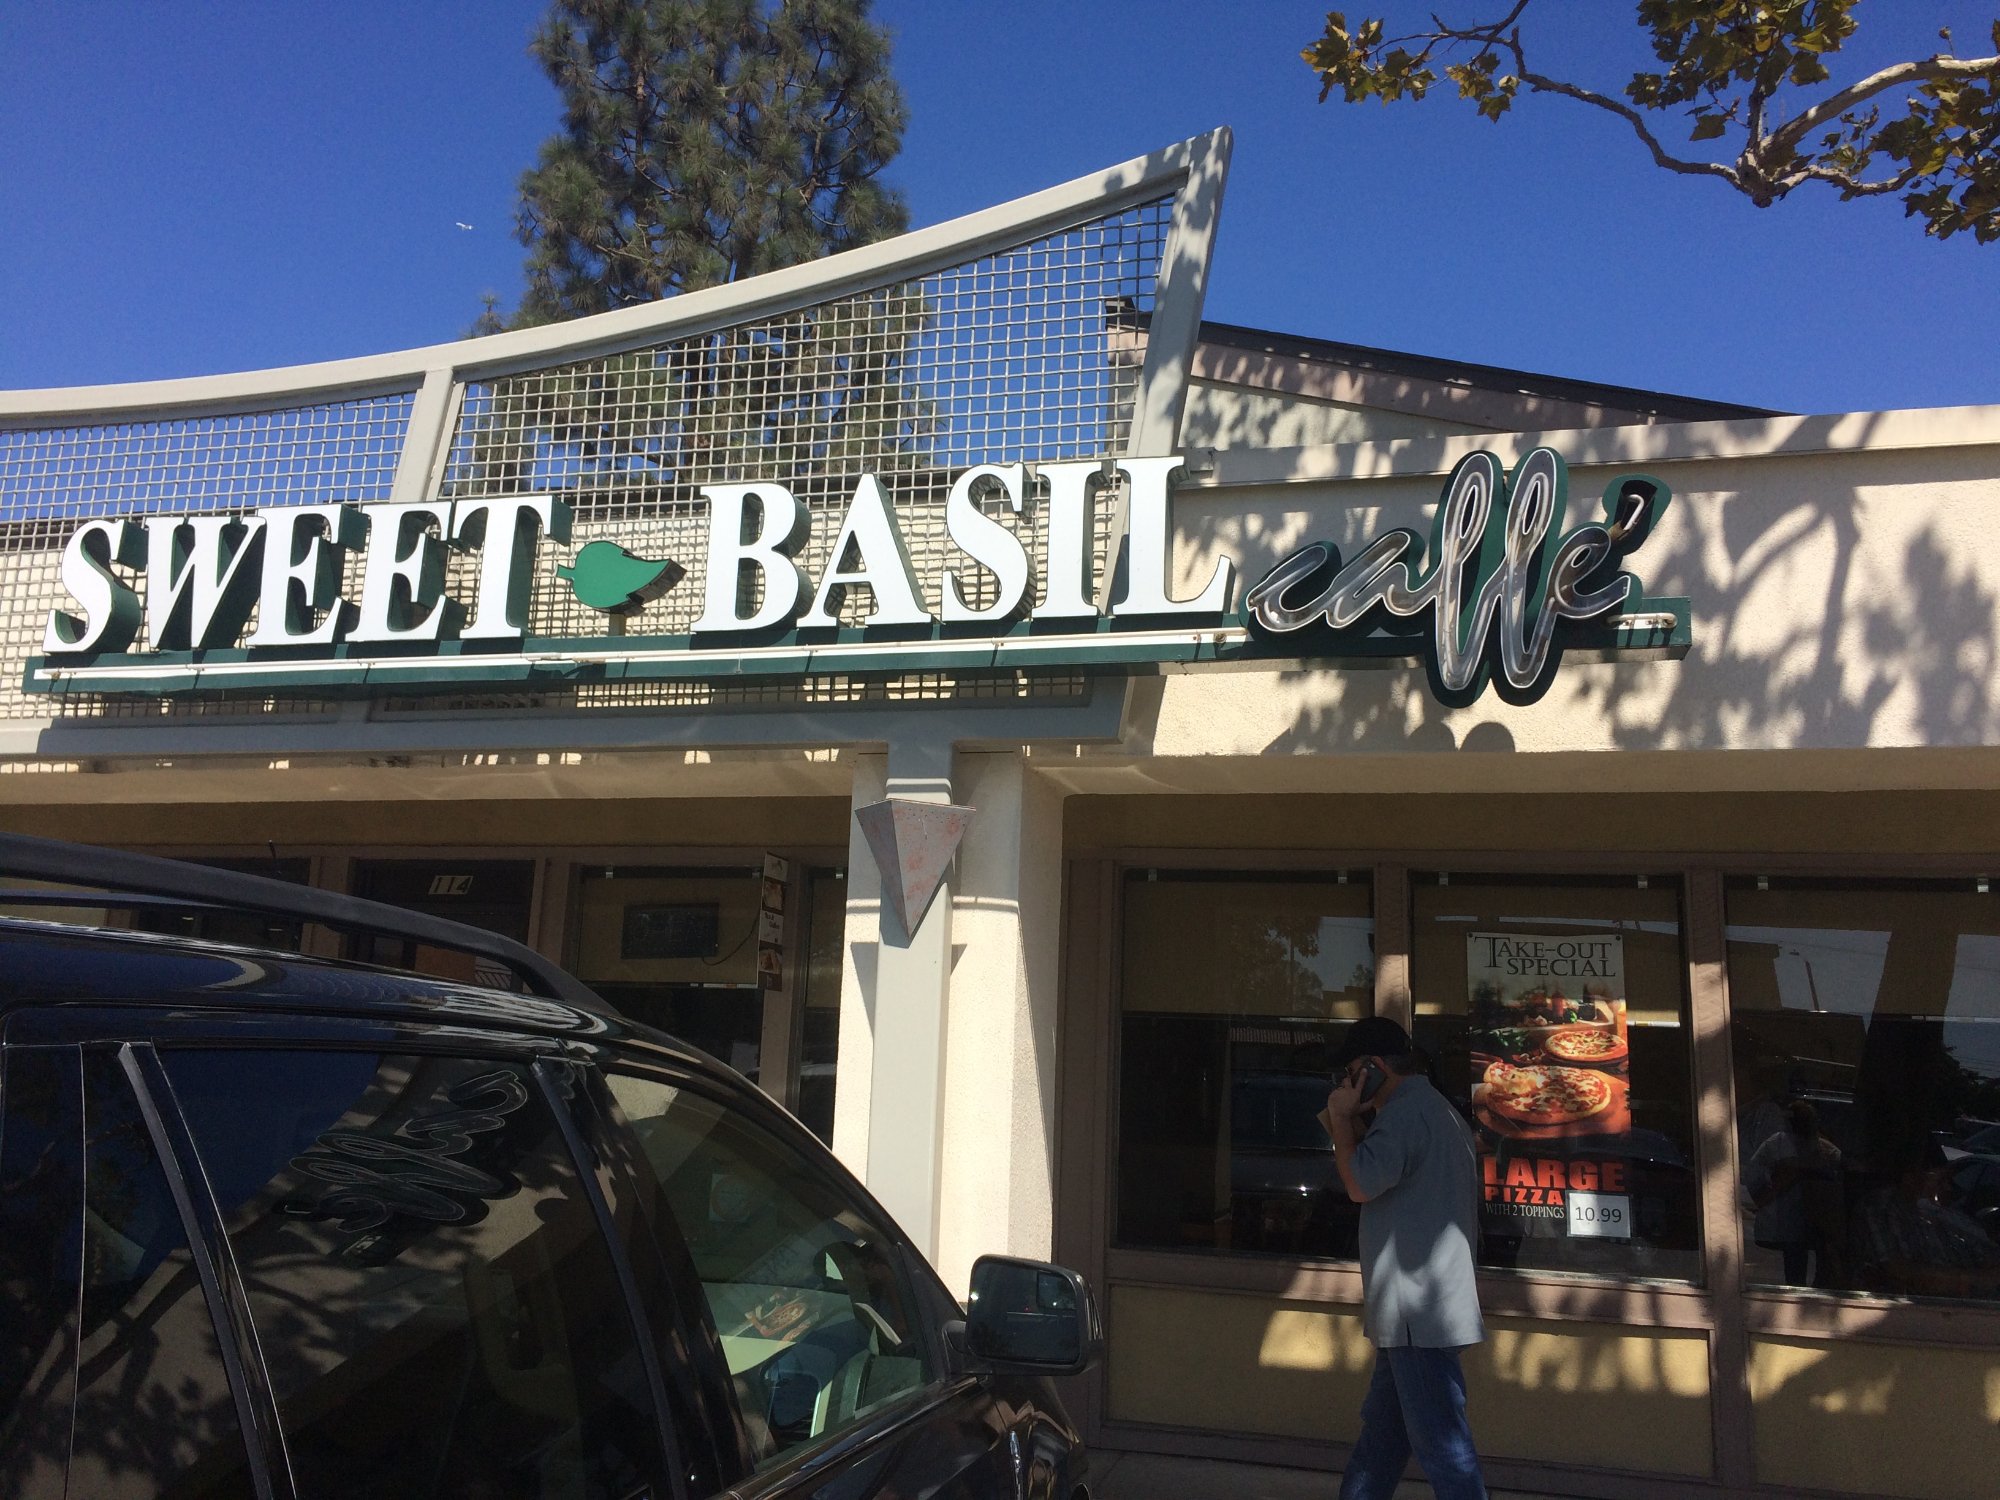 SWEET BASIL caffé
114
TAKE-OUT
SPECIAL
LARGE
PIZZA
WITH 2 TOPPINGS 10.99